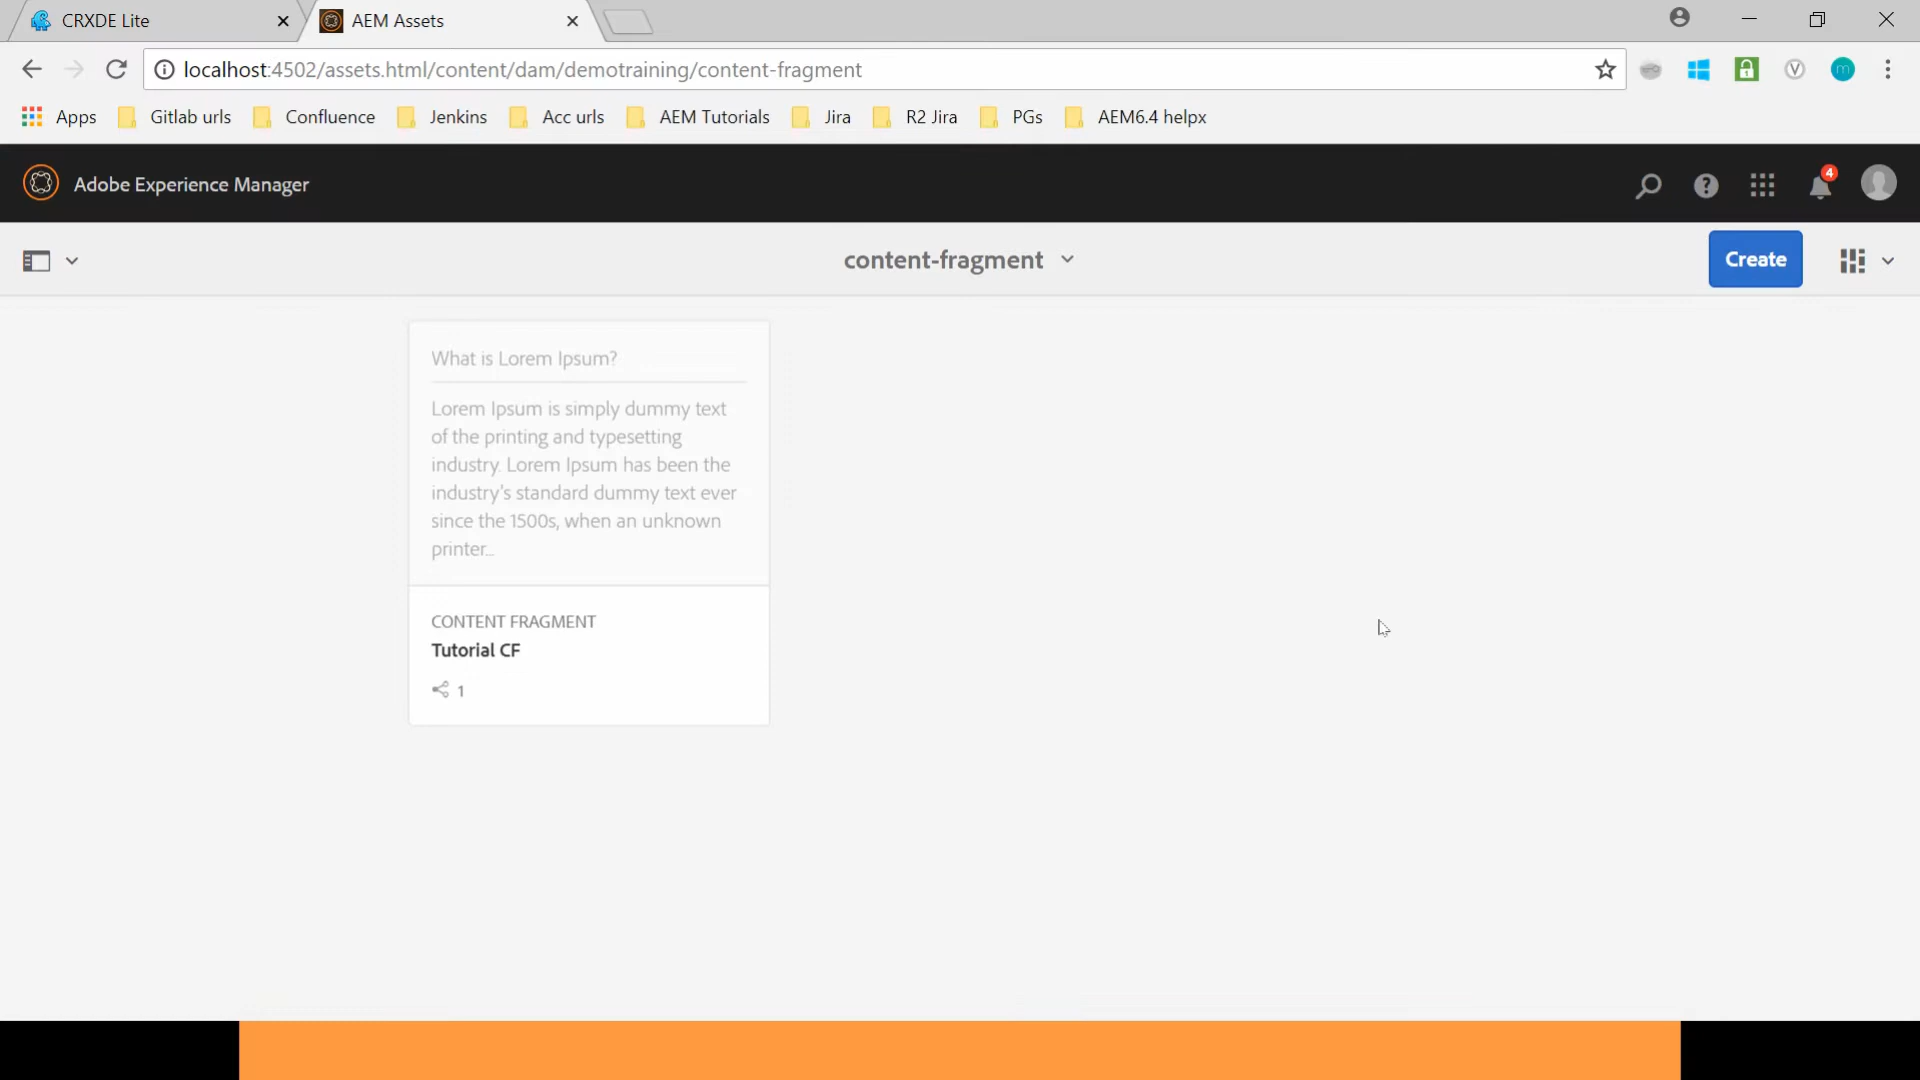 CRXDE Lite
AEM Assets
localhost:4502/assets.html/content/dam/demotraining/content-fragment
Apps Gitlab urls Confluence Jenkins Acc urls AEM Tutorials Jira R2 Jira PGs AEM6.4 helpx
Adobe Experience Manager
4
content-fragment
Create
What is Lorem Ipsum?
Lorem Ipsum is simply dummy text
of the printing and typesetting
industry. Lorem Ipsum has been the
industry's standard dummy text ever
since the 1500s, when an unknown
printer...
CONTENT FRAGMENT
Tutorial CF
1